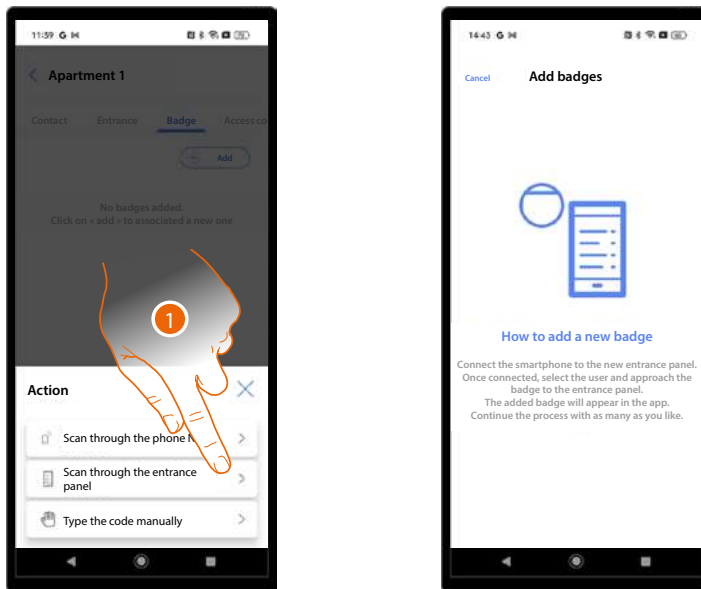 11:59 G
Apartment 1
Contact Entrance Badge Access co
Add
No badges added.
Click on « add » to associated a new one
1
Action
Scan through the phone N
Scan through the entrance
panel
Type the code manually
14:43 G
Cancel Add badges
How to add a new badge
Connect the smartphone to the new entrance panel.
Once connected, select the user and approach the
badge to the entrance panel.
The added badge will appear in the app.
Continue the process with as many as you like.